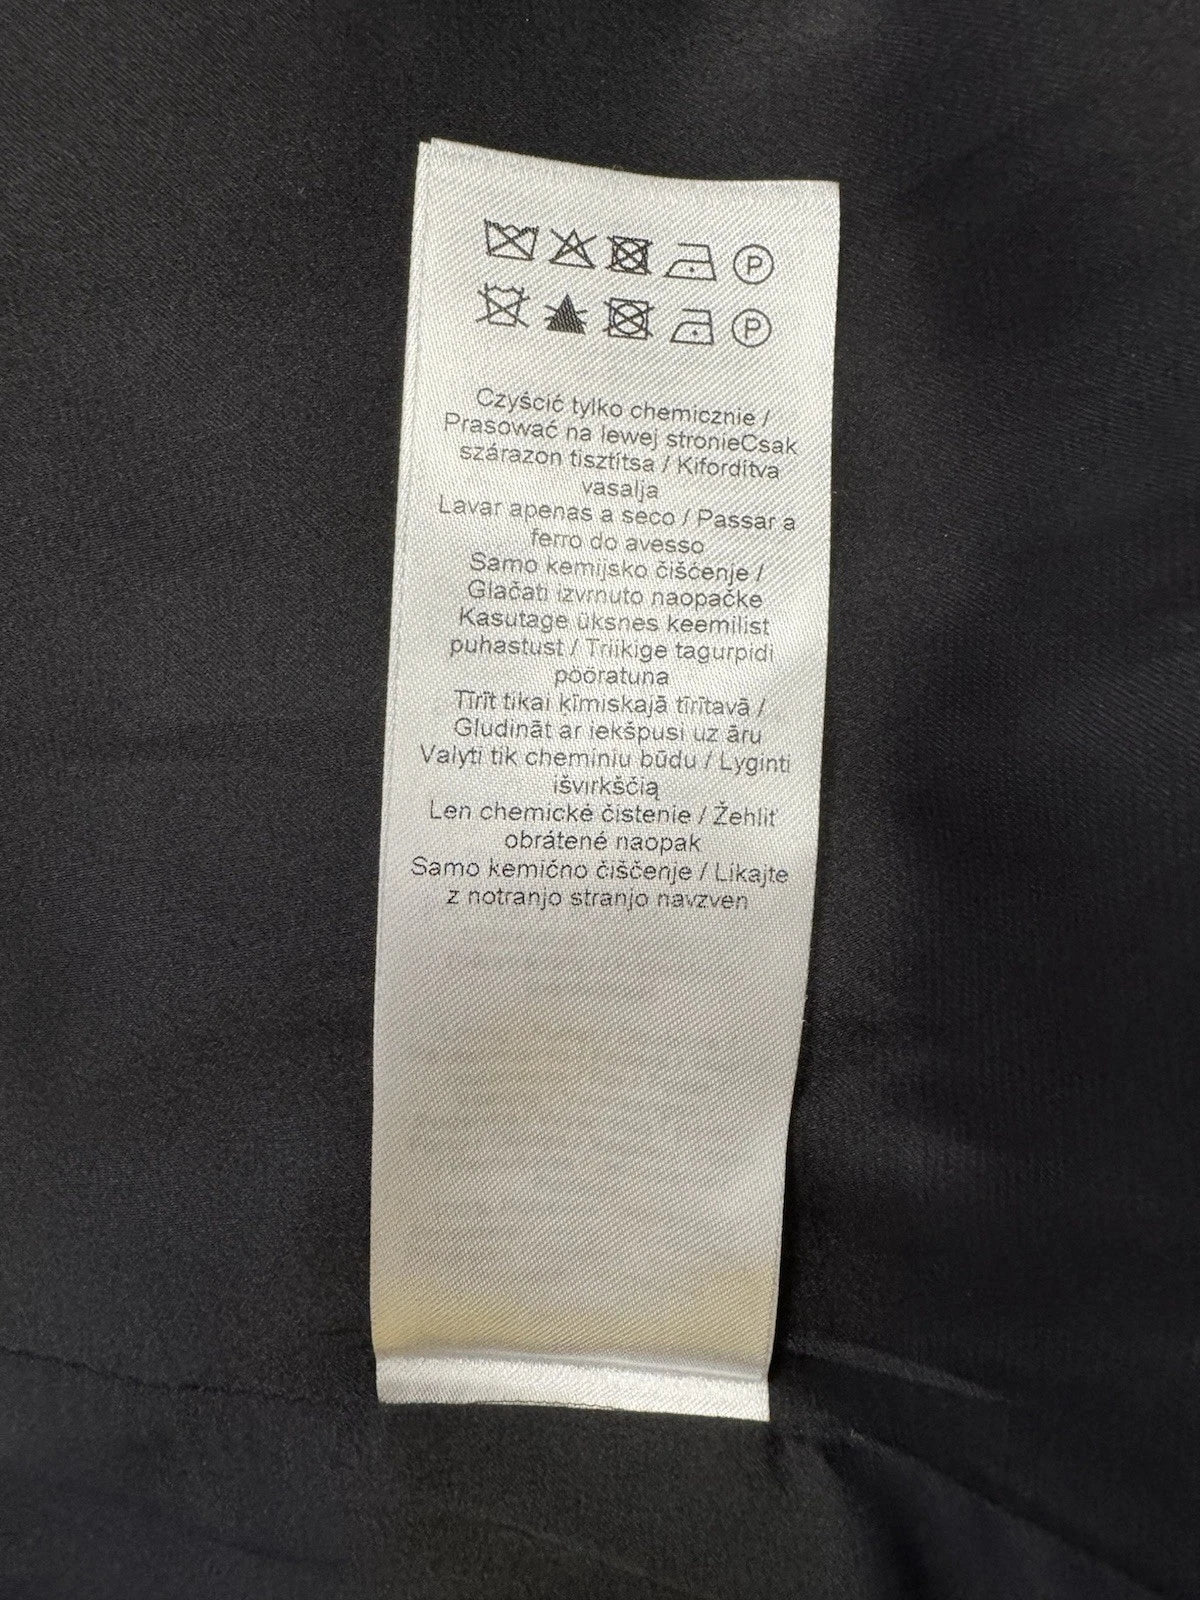 P
P
Czyścić tylko chemicznie /
Prasować na lewej stronieCsak
szárazon tisztítsa / Kifordítva
vasalja
Lavar apenas a seco / Passar a
ferro do avesso
Samo kemijsko čišćenje /
Glačati izvrnuto naopačke
Kasutage üksnes keemilist
puhastust / Triikige tagurpidi
pööratuna
Tīrīt tikai ķīmiskajā tīrītavā /
Gludināt ar iekšpusi uz āru
Valyti tik cheminiu būdu / Lyginti
išvirkščią
Len chemické čistenie / Žehliť
obrátené naopak
Samo kemično čiščenje / Likajte
z notranjo stranjo navzven